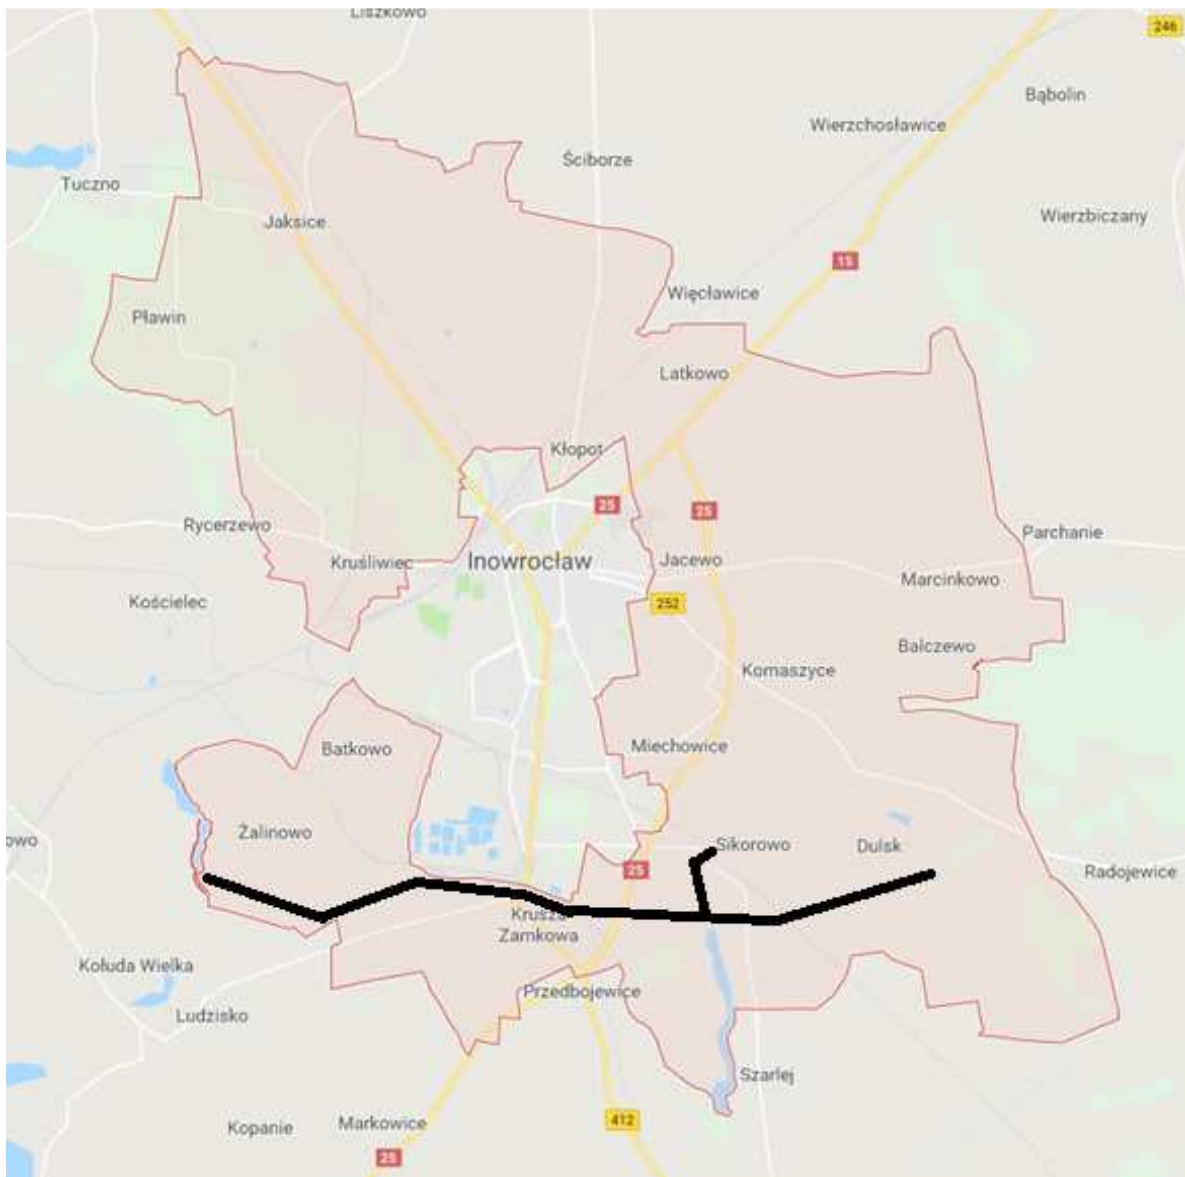 Liszkowo
246
Bąbolin
Wierzchosławice
Ściborze
Tuczno
Wierzbiczany
Jaksice
15
Więcławice
Pławin
Latkowo
Kłopot
25
25
Rycerzewo
Parchanie
Kruśliwiec
Inowrocław
Jacewo
Marcinkowo
Kościelec
252
Balczewo
Komaszyce
Batkowo
Miechowice
Żalinowo
owo
Sikorowo
Dulsk
25
Radojewice
Krusza
Zamkowa
Kołuda Wielka
Przedbojewice
Ludzisko
Szarlej
Kopanie
Markowice
412
25